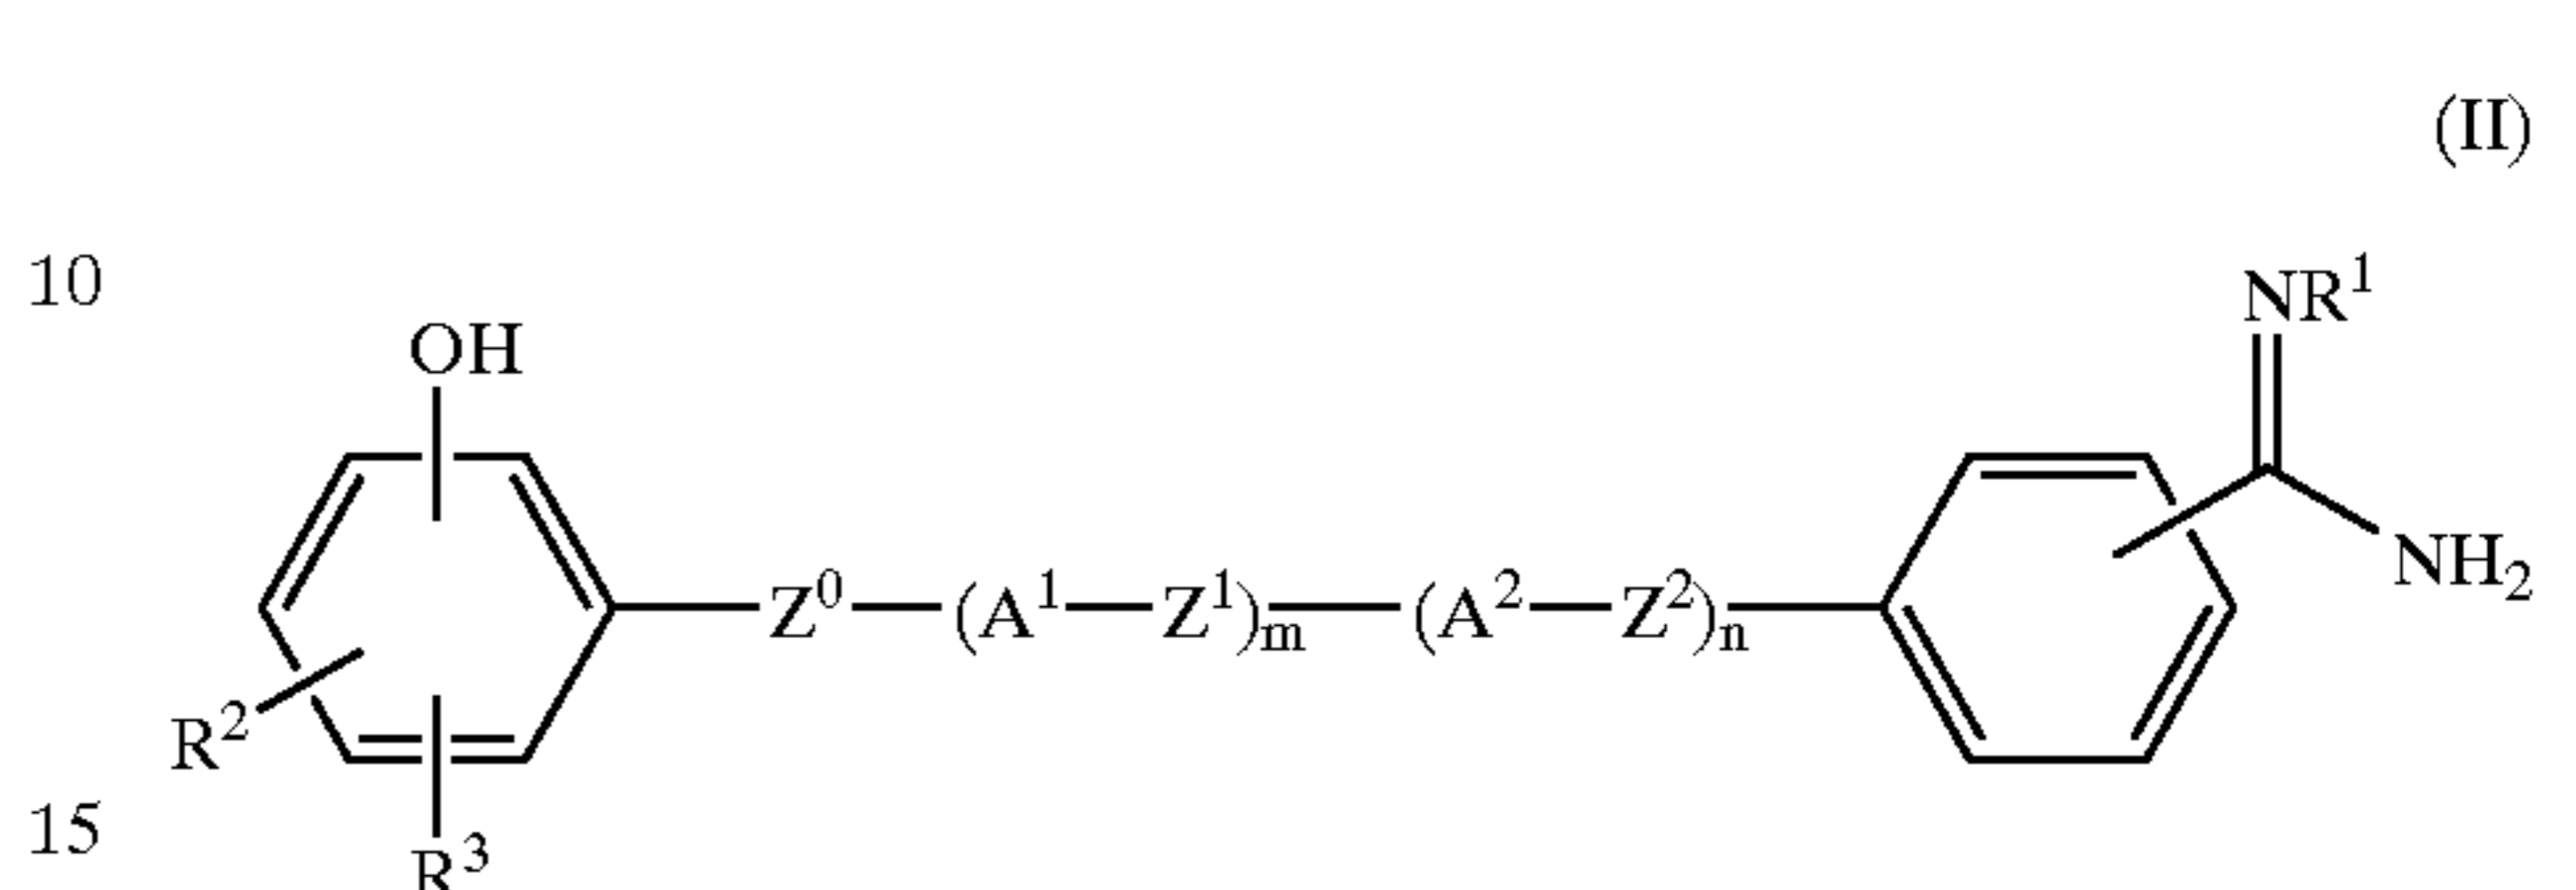 (II)
10
NR¹
OH
Z⁰—(A¹—Z¹)ₘ—(A²—Z²)ₙ
NH₂
R²
15
R³